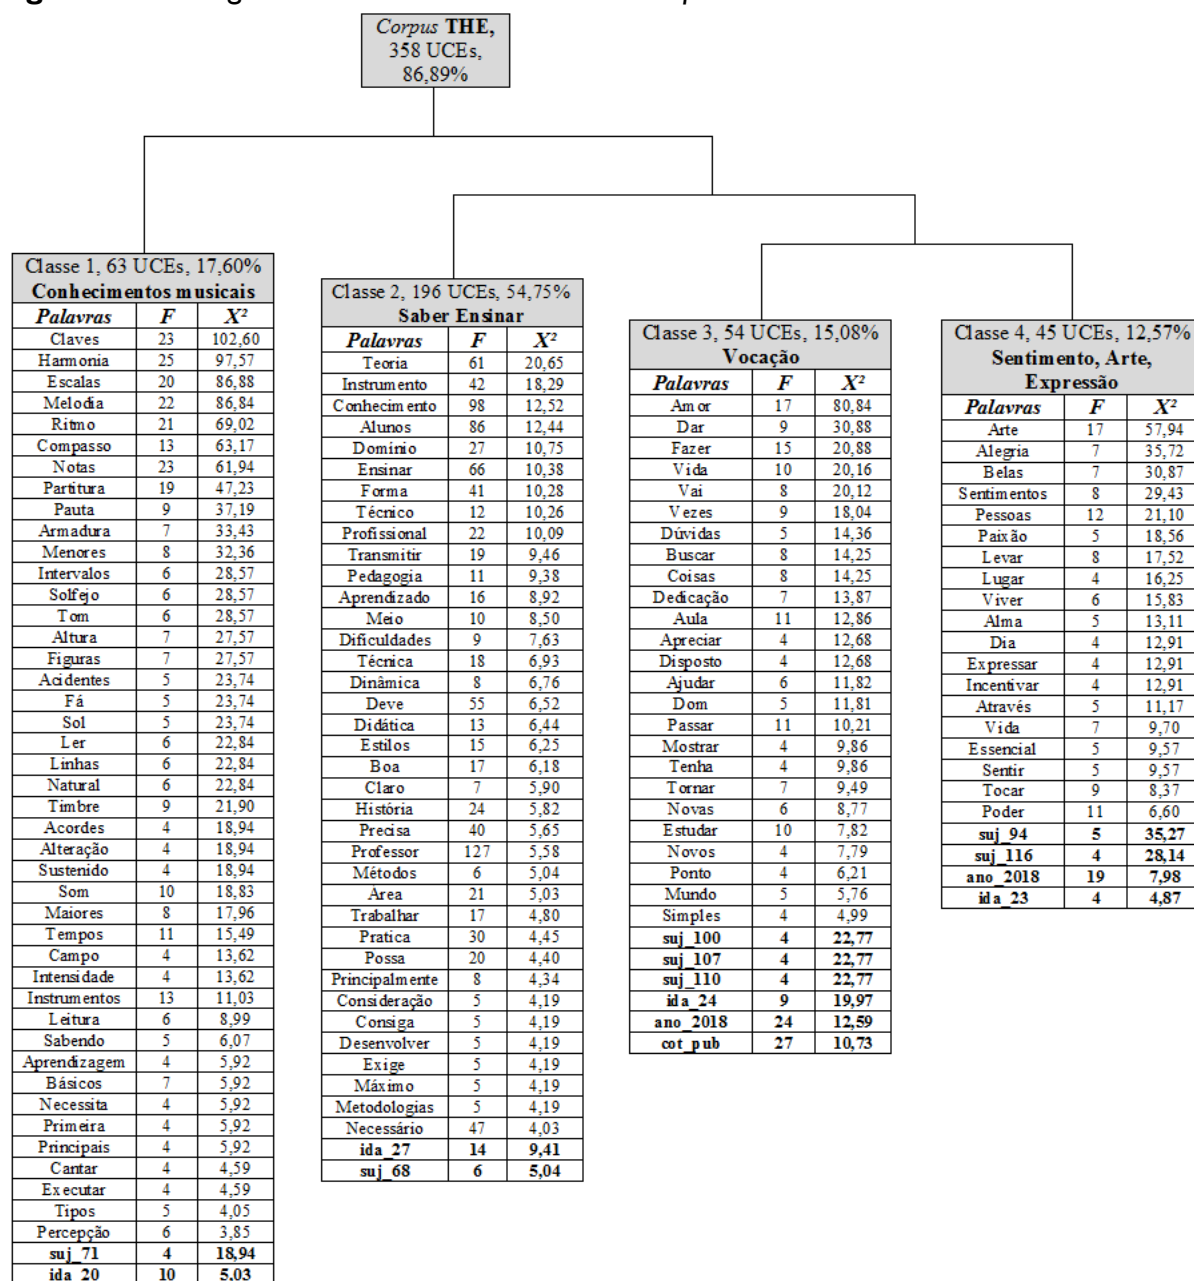 Corpus THE,
358 UCEs,
86,89%
Classe 1, 63 UCEs, 17,60%
Conhecimentos musicais
Palavras F X²
Claves 23 102,60
Harmonia 25 97,57
Escalas 20 86,88
Melodia 22 86,84
Ritmo 21 69,02
Compasso 13 63,17
Notas 23 61,94
Partitura 19 47,23
Pauta 9 37,19
Armadura 7 33,43
Menores 8 32,36
Intervalos 6 28,57
Solfejo 6 28,57
Tom 6 28,57
Altura 7 27,57
Figuras 7 27,57
Acidentes 5 23,74
Fá 5 23,74
Sol 5 23,74
Ler 6 22,84
Linhas 6 22,84
Natural 6 22,84
Timbre 9 21,90
Acordes 4 18,94
Alteração 4 18,94
Sustenido 4 18,94
Som 10 18,83
Maiores 8 17,96
Tempos 11 15,49
Campo 4 13,62
Intensidade 4 13,62
Instrumentos 13 11,03
Leitura 6 8,99
Sabendo 5 6,07
Aprendizagem 4 5,92
Básicos 7 5,92
Necessita 4 5,92
Primeira 4 5,92
Principais 4 5,92
Cantar 4 4,59
Executar 4 4,59
Tipos 5 4,05
Percepção 6 3,85
suj_71 4 18,94
ida_20 10 5,03
Classe 2, 196 UCEs, 54,75%
Saber Ensinar
Palavras F X²
Teoria 61 20,65
Instrumento 42 18,29
Conhecimento 98 12,52
Alunos 86 12,44
Domínio 27 10,75
Ensinar 66 10,38
Forma 41 10,28
Técnico 12 10,26
Profissional 22 10,09
Transmitir 19 9,46
Pedagogia 11 9,38
Aprendizado 16 8,92
Meio 10 8,50
Dificuldades 9 7,63
Técnica 18 6,93
Dinâmica 8 6,76
Deve 55 6,52
Didática 13 6,44
Estilos 15 6,25
Boa 17 6,18
Claro 7 5,90
História 24 5,82
Precisa 40 5,65
Professor 127 5,58
Métodos 6 5,04
Área 21 5,03
Trabalhar 17 4,80
Pratica 30 4,45
Possa 20 4,40
Principalmente 8 4,34
Consideração 5 4,19
Consiga 5 4,19
Desenvolver 5 4,19
Exige 5 4,19
Máximo 5 4,19
Metodologias 5 4,19
Necessário 47 4,03
ida_27 14 9,41
suj_68 6 5,04
Classe 3, 54 UCEs, 15,08%
Vocação
Palavras F X²
Amor 17 80,84
Dar 9 30,88
Fazer 15 20,88
Vida 10 20,16
Vai 8 20,12
Vezes 9 18,04
Dúvidas 5 14,36
Buscar 8 14,25
Coisas 8 14,25
Dedicação 7 13,87
Aula 11 12,86
Apreciar 4 12,68
Disposto 4 12,68
Ajudar 6 11,82
Dom 5 11,81
Passar 11 10,21
Mostrar 4 9,86
Tenha 4 9,86
Tornar 7 9,49
Novas 6 8,77
Estudar 10 7,82
Novos 4 7,79
Ponto 4 6,21
Mundo 5 5,76
Simples 4 4,99
suj_100 4 22,77
suj_107 4 22,77
suj_110 4 22,77
ida_24 9 19,97
ano_2018 24 12,59
cot_pub 27 10,73
Classe 4, 45 UCEs, 12,57%
Sentimento, Arte,
Expressão
Palavras F X²
Arte 17 57,94
Alegria 7 35,72
Belas 7 30,87
Sentimentos 8 29,43
Pessoas 12 21,10
Paixão 5 18,56
Levar 8 17,52
Lugar 4 16,25
Viver 6 15,83
Alma 5 13,11
Dia 4 12,91
Expressar 4 12,91
Incentivar 4 12,91
Através 5 11,17
Vida 7 9,70
Essencial 5 9,57
Sentir 5 9,57
Tocar 9 8,37
Poder 11 6,60
suj_94 5 35,27
suj_116 4 28,14
ano_2018 19 7,98
ida_23 4 4,87